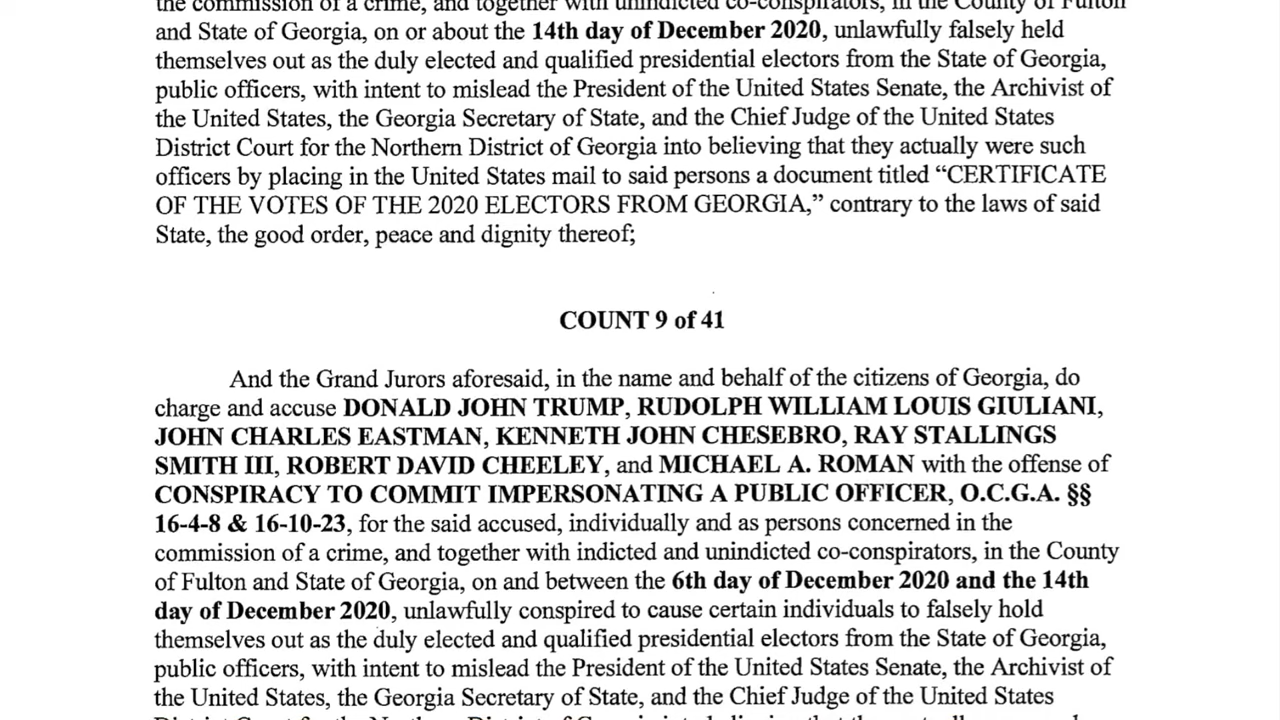 the commission of a crime, and together with unindicted co-conspirators, in the County of Fulton
and State of Georgia, on or about the 14th day of December 2020, unlawfully falsely held
themselves out as the duly elected and qualified presidential electors from the State of Georgia,
public officers, with intent to mislead the President of the United States Senate, the Archivist of
the United States, the Georgia Secretary of State, and the Chief Judge of the United States
District Court for the Northern District of Georgia into believing that they actually were such
officers by placing in the United States mail to said persons a document titled “CERTIFICATE
OF THE VOTES OF THE 2020 ELECTORS FROM GEORGIA,” contrary to the laws of said
State, the good order, peace and dignity thereof;
COUNT 9 of 41
And the Grand Jurors aforesaid, in the name and behalf of the citizens of Georgia, do
charge and accuse DONALD JOHN TRUMP, RUDOLPH WILLIAM LOUIS GIULIANI,
JOHN CHARLES EASTMAN, KENNETH JOHN CHESEBRO, RAY STALLINGS
SMITH III, ROBERT DAVID CHEELEY, and MICHAEL A. ROMAN with the offense of
CONSPIRACY TO COMMIT IMPERSONATING A PUBLIC OFFICER, O.C.G.A. §§
16-4-8 & 16-10-23, for the said accused, individually and as persons concerned in the
commission of a crime, and together with indicted and unindicted co-conspirators, in the County
of Fulton and State of Georgia, on and between the 6th day of December 2020 and the 14th
day of December 2020, unlawfully conspired to cause certain individuals to falsely hold
themselves out as the duly elected and qualified presidential electors from the State of Georgia,
public officers, with intent to mislead the President of the United States Senate, the Archivist of
the United States, the Georgia Secretary of State, and the Chief Judge of the United States